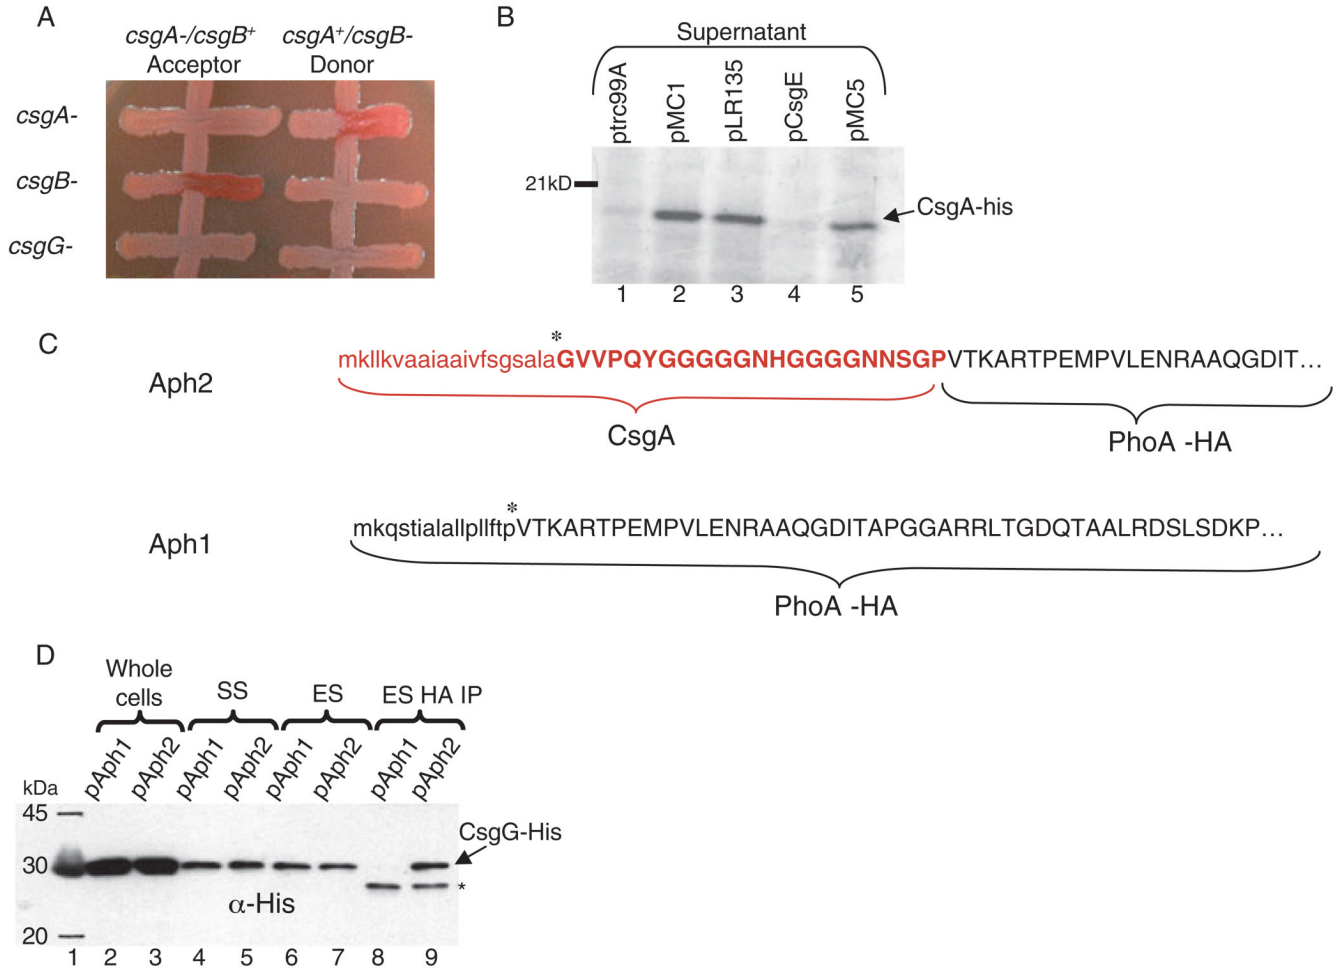 A
csgA-/csgB+ csgA+/csgB-
Acceptor Donor
csgA-
csgB-
csgG-
B
Supernatant
ptrc99A pMC1 pLR135 pCsgE pMC5
21kD
CsgA-his
1 2 3 4 5
C
*
Aph2 mkllkvaaiaaivfsgsalaGVVPQYGGGGGNHGGGGNNSGPVTKARTPEMPVLENRAAQGDIT...
CsgA PhoA -HA
*
Aph1 mkqstialallpllftpVTKARTPEMPVLENRAAQGDITAPGGARRLTGDQTAALRDSLSDKP...
PhoA -HA
D
Whole
cells SS ES ES HA IP
pAph1 pAph2 pAph1 pAph2 pAph1 pAph2 pAph1 pAph2
kDa
45
30
20
CsgG-His
*
α-His
1 2 3 4 5 6 7 8 9